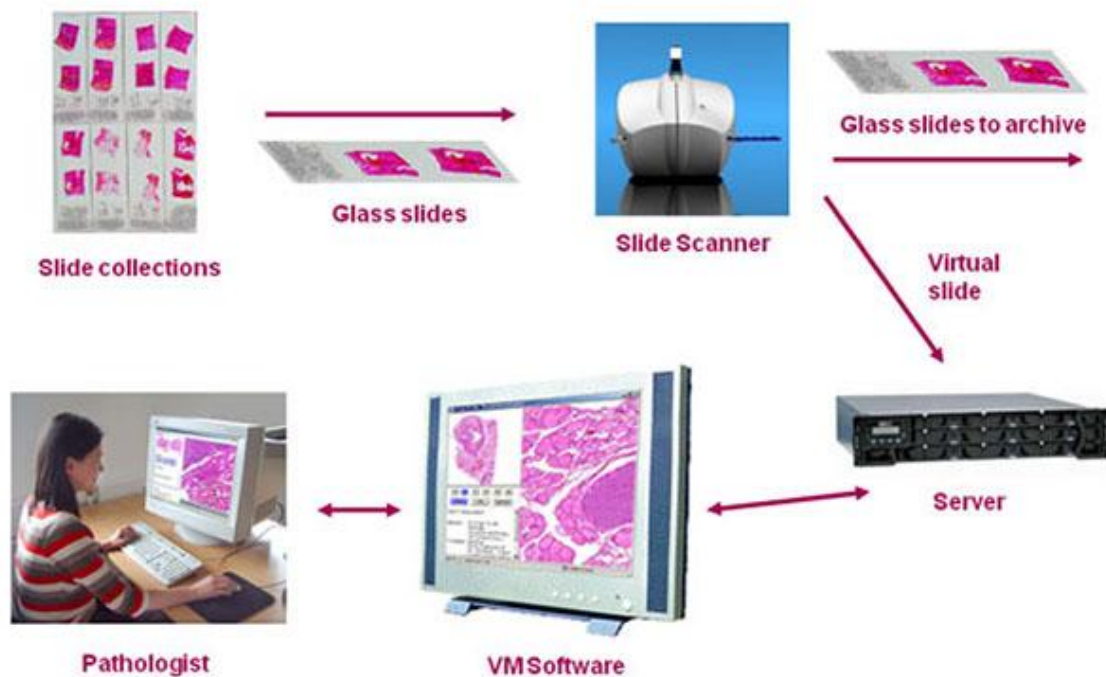 Glass slides to archive
Glass slides
Slide collections
Slide Scanner
Virtual
slide
Server
Pathologist
VM Software